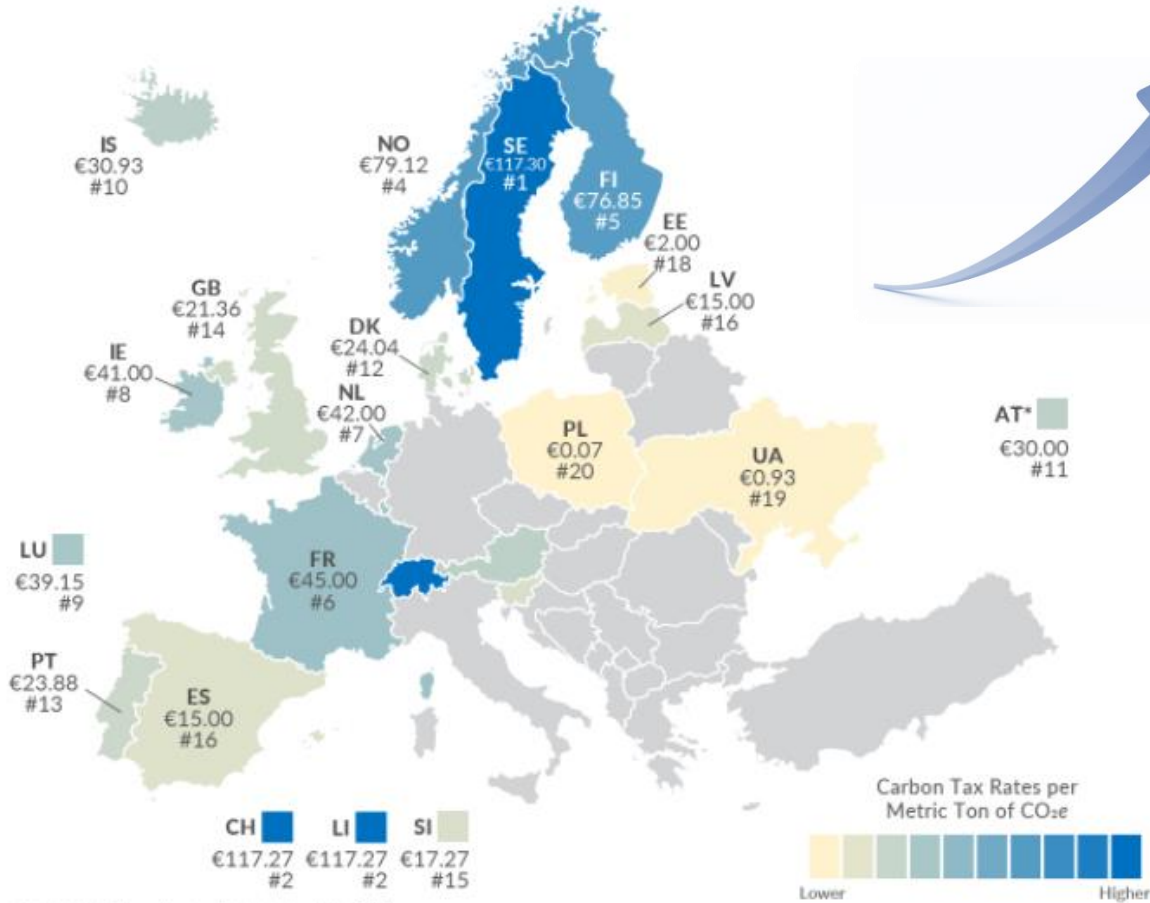 IS
€30.93
#10
NO
€79.12
#4
SE
€117.30
#1
FI
€76.85
#5
EE
€2.00
#18
LV
€15.00
#16
GB
€21.36
#14
DK
€24.04
#12
IE
€41.00
#8
NL
€42.00
#7
PL
€0.07
#20
UA
€0.93
#19
AT*
€30.00
#11
LU
€39.15
#9
FR
€45.00
#6
PT
€23.88
#13
ES
€15.00
#16
CH
€117.27
#2
LI
€117.27
#2
SI
€17.27
#15
Carbon Tax Rates per
Metric Ton of CO₂e
Lower
Higher